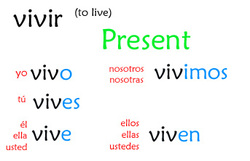 vivir (to live)
Present
yo vivo
nosotros
nosotras
vivimos
tú vives
él
ella
usted
vive
ellos
ellas
ustedes
viven